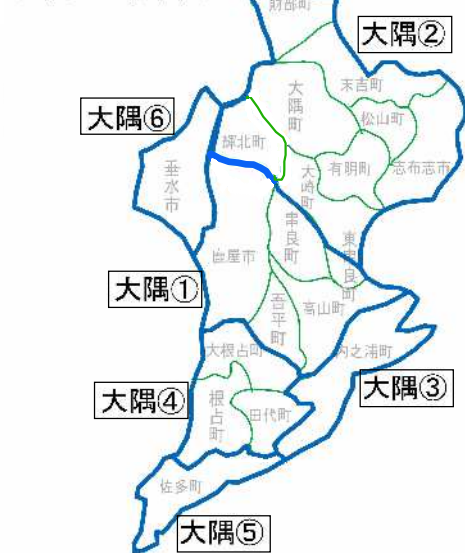 財部町
大隅②
大隅町
末吉町
大隅⑥
松山町
輝北町
有明町
志布志市
垂水市
大崎町
串良町
東串良町
鹿屋市
大隅①
吾平町
高山町
大根占町
内之浦町
大隅③
大隅④
根占町
田代町
佐多町
大隅⑤